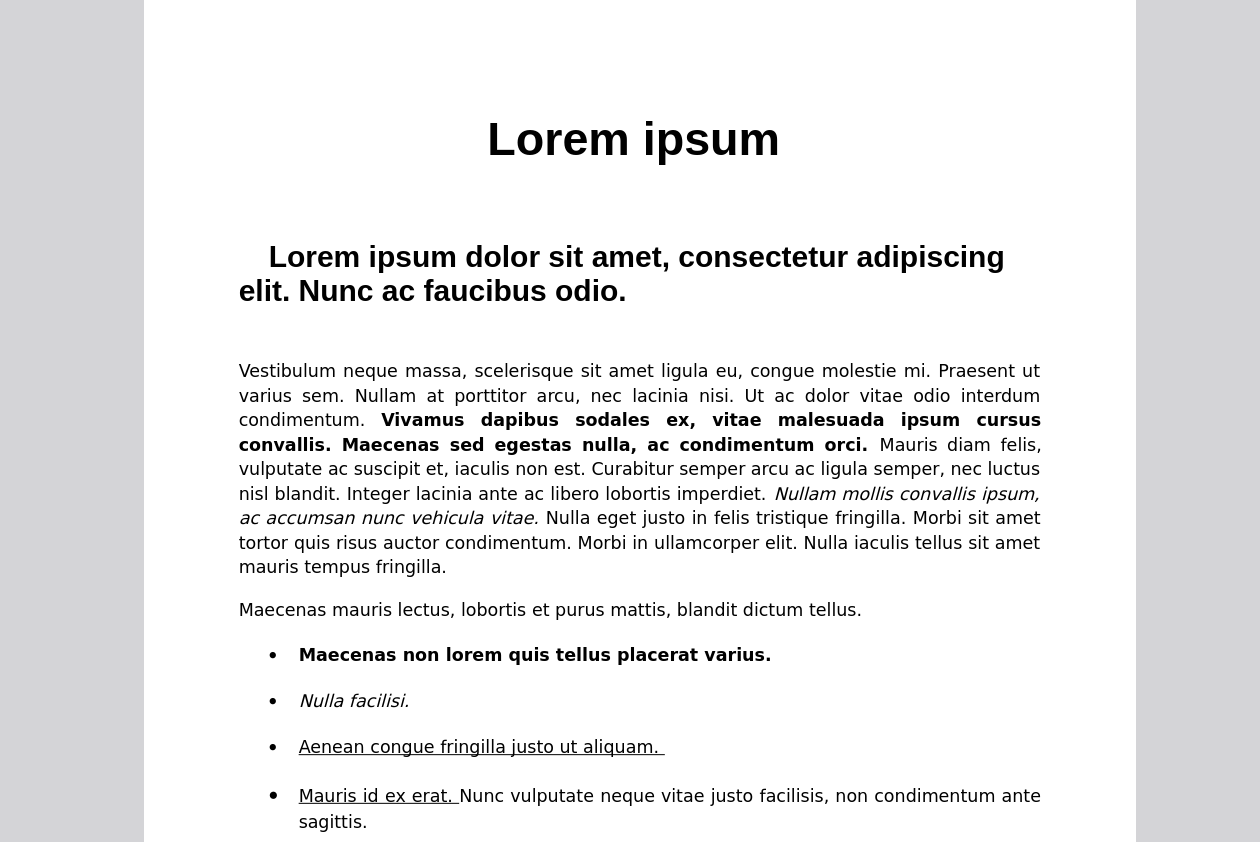 Lorem ipsum
Lorem ipsum dolor sit amet, consectetur adipiscing
elit. Nunc ac faucibus odio.
Vestibulum neque massa, scelerisque sit amet ligula eu, congue molestie mi. Praesent ut
varius sem. Nullam at porttitor arcu, nec lacinia nisi. Ut ac dolor vitae odio interdum
condimentum. Vivamus dapibus sodales ex, vitae malesuada ipsum cursus
convallis. Maecenas sed egestas nulla, ac condimentum orci. Mauris diam felis,
vulputate ac suscipit et, iaculis non est. Curabitur semper arcu ac ligula semper, nec luctus
nisl blandit. Integer lacinia ante ac libero lobortis imperdiet. Nullam mollis convallis ipsum,
ac accumsan nunc vehicula vitae. Nulla eget justo in felis tristique fringilla. Morbi sit amet
tortor quis risus auctor condimentum. Morbi in ullamcorper elit. Nulla iaculis tellus sit amet
mauris tempus fringilla.
Maecenas mauris lectus, lobortis et purus mattis, blandit dictum tellus.
• Maecenas non lorem quis tellus placerat varius.
• Nulla facilisi.
• Aenean congue fringilla justo ut aliquam.
• Mauris id ex erat. Nunc vulputate neque vitae justo facilisis, non condimentum ante
sagittis.